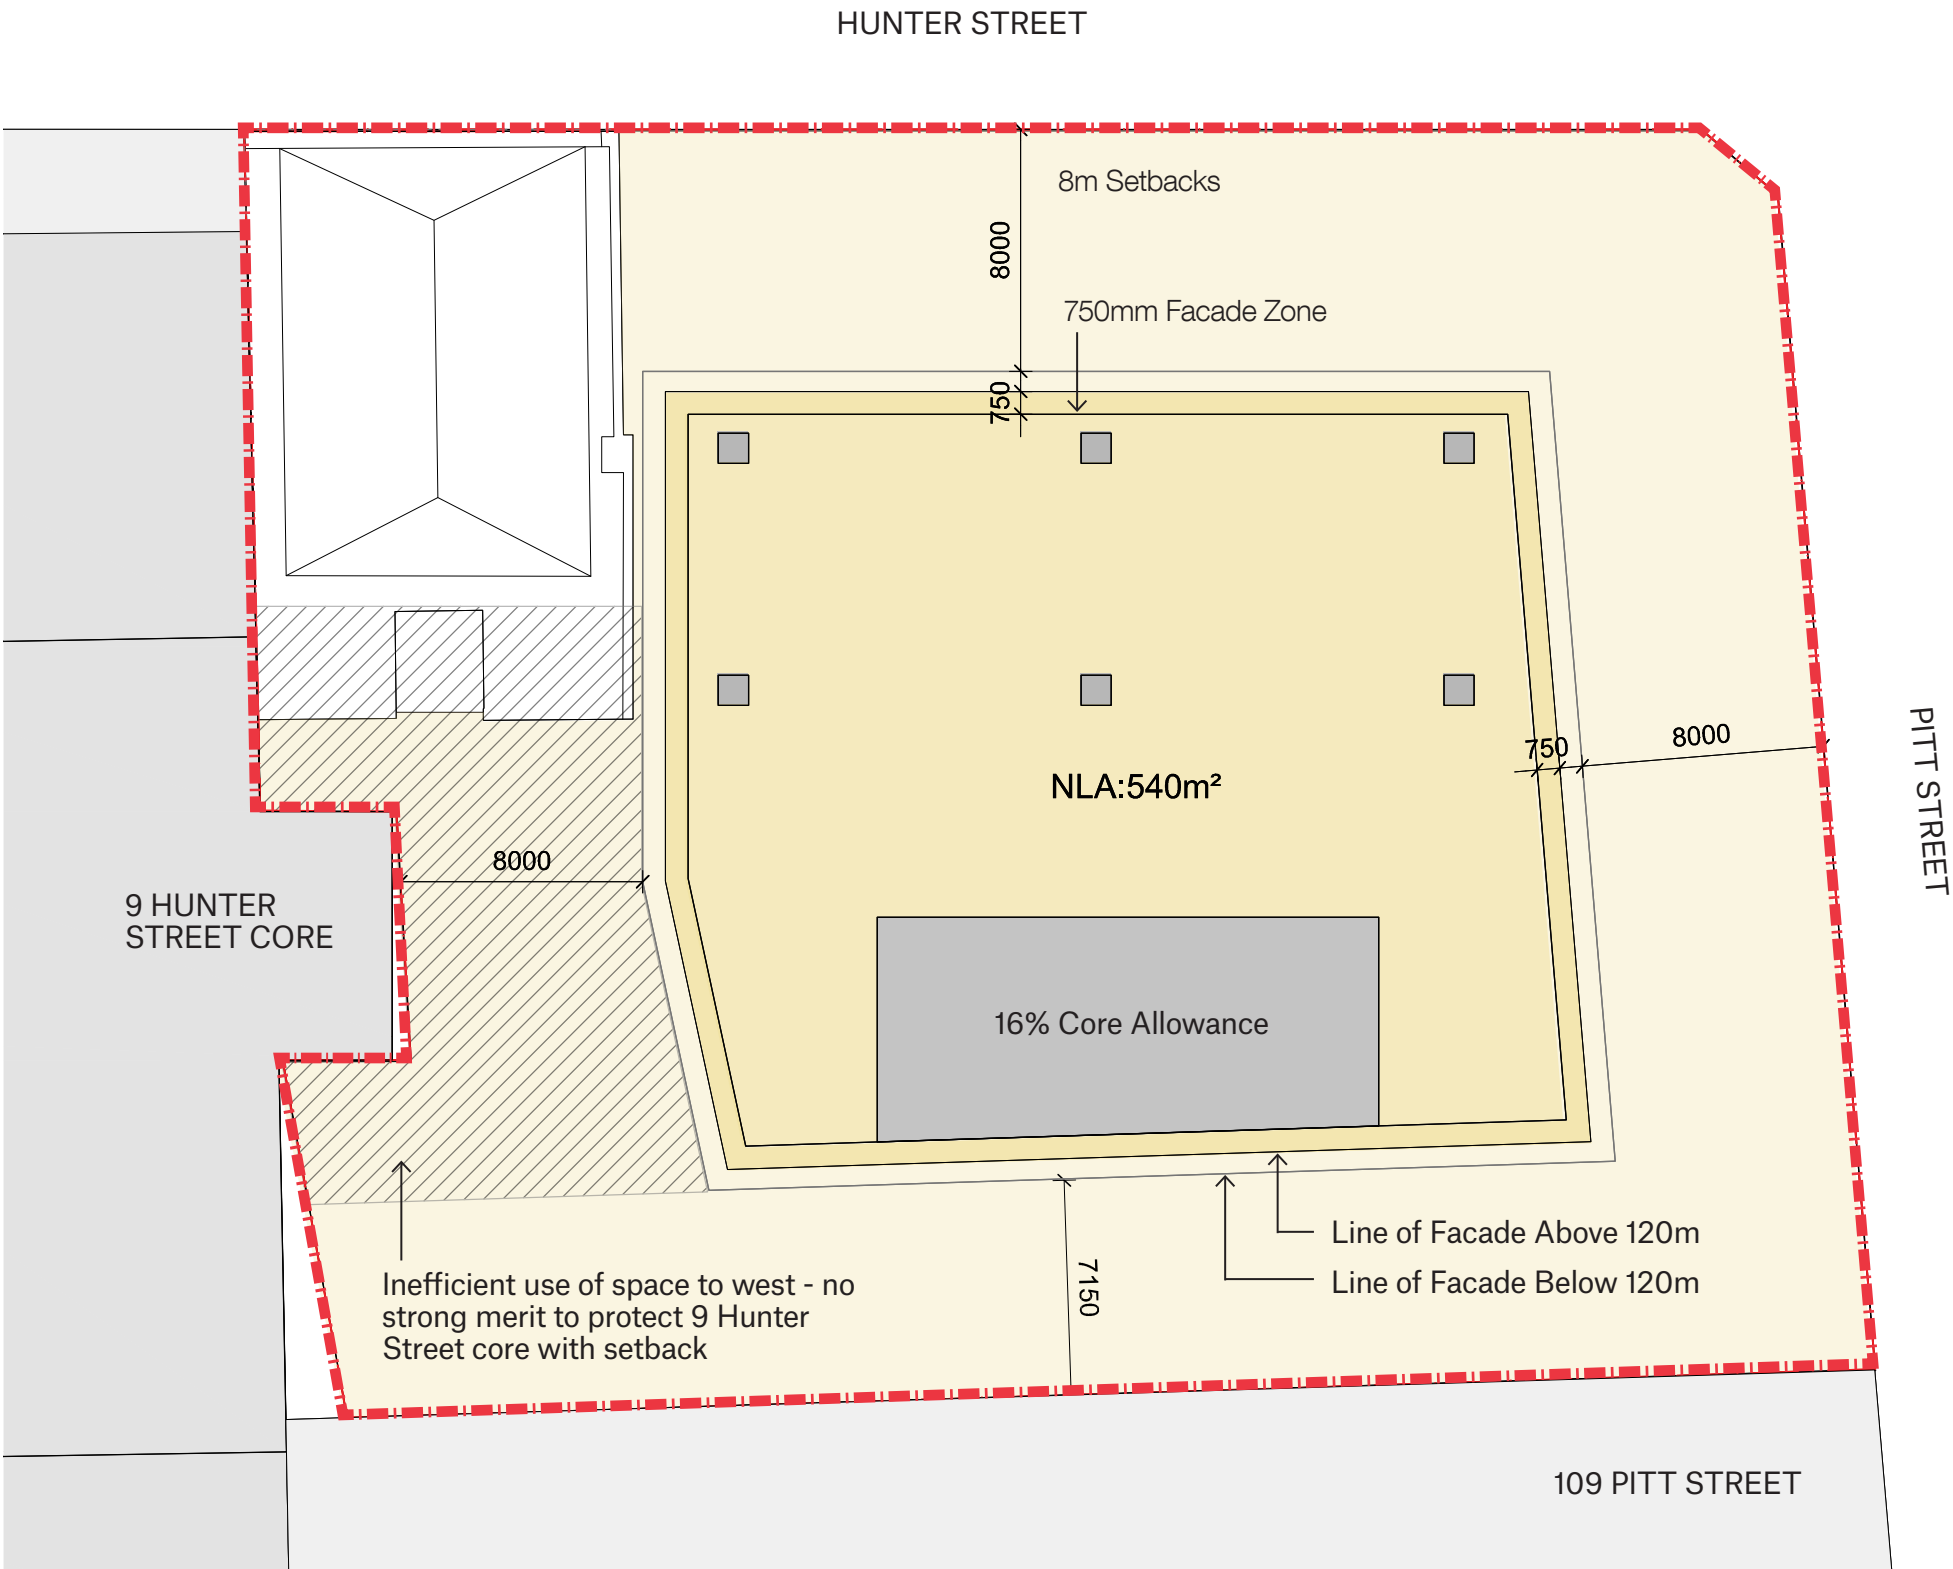 HUNTER STREET
8m Setbacks
8000
750mm Facade Zone
750
PITT STREET
750
8000
NLA:540m²
8000
9 HUNTER
STREET CORE
16% Core Allowance
Line of Facade Above 120m
Line of Facade Below 120m
7150
Inefficient use of space to west - no
strong merit to protect 9 Hunter
Street core with setback
109 PITT STREET